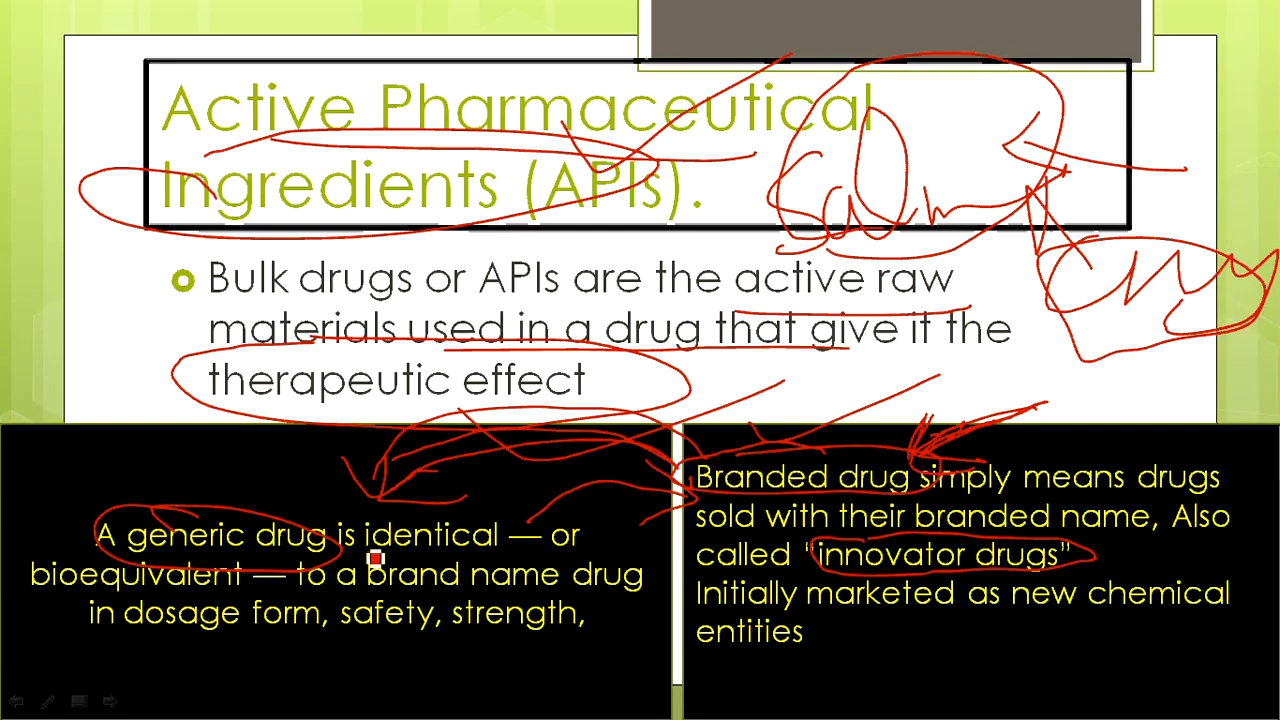 Active Pharmaceutical
Ingredients (APIs).
Bulk drugs or APIs are the active raw
materials used in a drug that give it the
therapeutic effect
A generic drug is identical — or
bioequivalent — to a brand name drug
in dosage form, safety, strength,
Branded drug simply means drugs
sold with their branded name, Also
called "innovator drugs"
Initially marketed as new chemical
entities